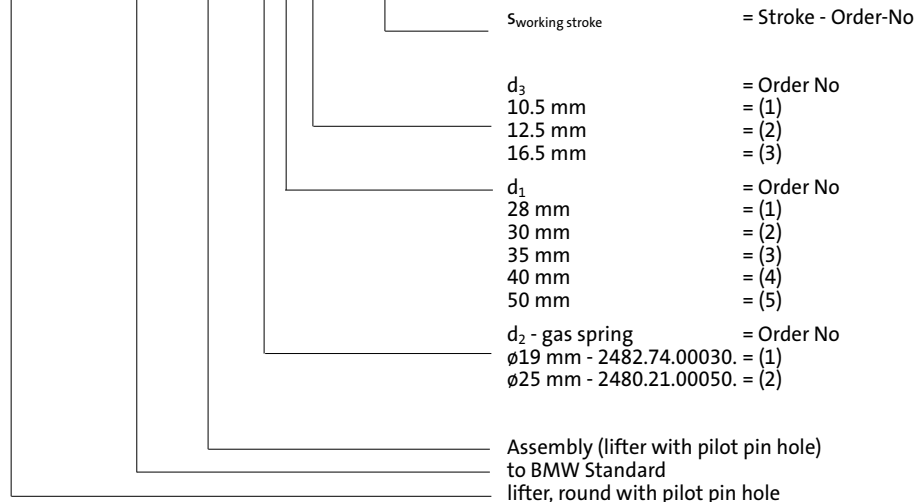 s working stroke = Stroke - Order-No
d₃ = Order No
10.5 mm = (1)
12.5 mm = (2)
16.5 mm = (3)
d₁ = Order No
28 mm = (1)
30 mm = (2)
35 mm = (3)
40 mm = (4)
50 mm = (5)
d₂ - gas spring = Order No
ø19 mm - 2482.74.00030. = (1)
ø25 mm - 2480.21.00050. = (2)
Assembly (lifter with pilot pin hole)
to BMW Standard
lifter, round with pilot pin hole